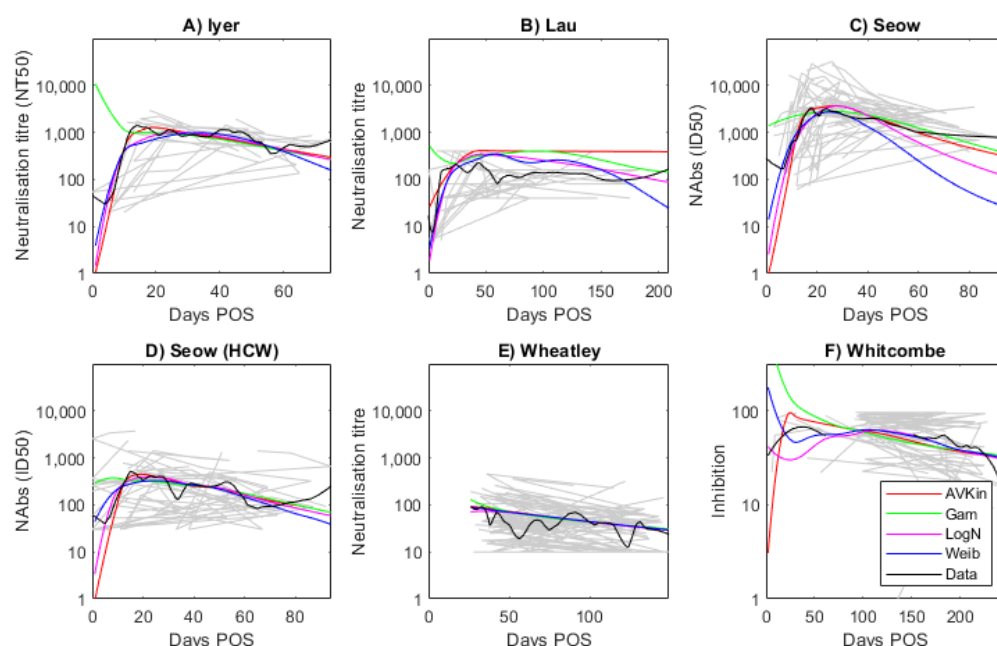 A) Iyer
B) Lau
C) Seow
Neutralisation titre (NT50)
10,000
1,000
100
10
1
0 20 40 60
Days POS
Neutralisation titre
10,000
1,000
100
10
1
0 50 100 150 200
Days POS
NAbs (ID50)
10,000
1,000
100
10
1
0 20 40 60 80
Days POS
D) Seow (HCW)
E) Wheatley
F) Whitcombe
NAbs (ID50)
10,000
1,000
100
10
1
0 20 40 60 80
Days POS
Neutralisation titre
10,000
1,000
100
10
1
50 100
Days POS
Inhibition
100
10
1
0 50 100 150 200
Days POS
AVKin
Gam
LogN
Weib
Data